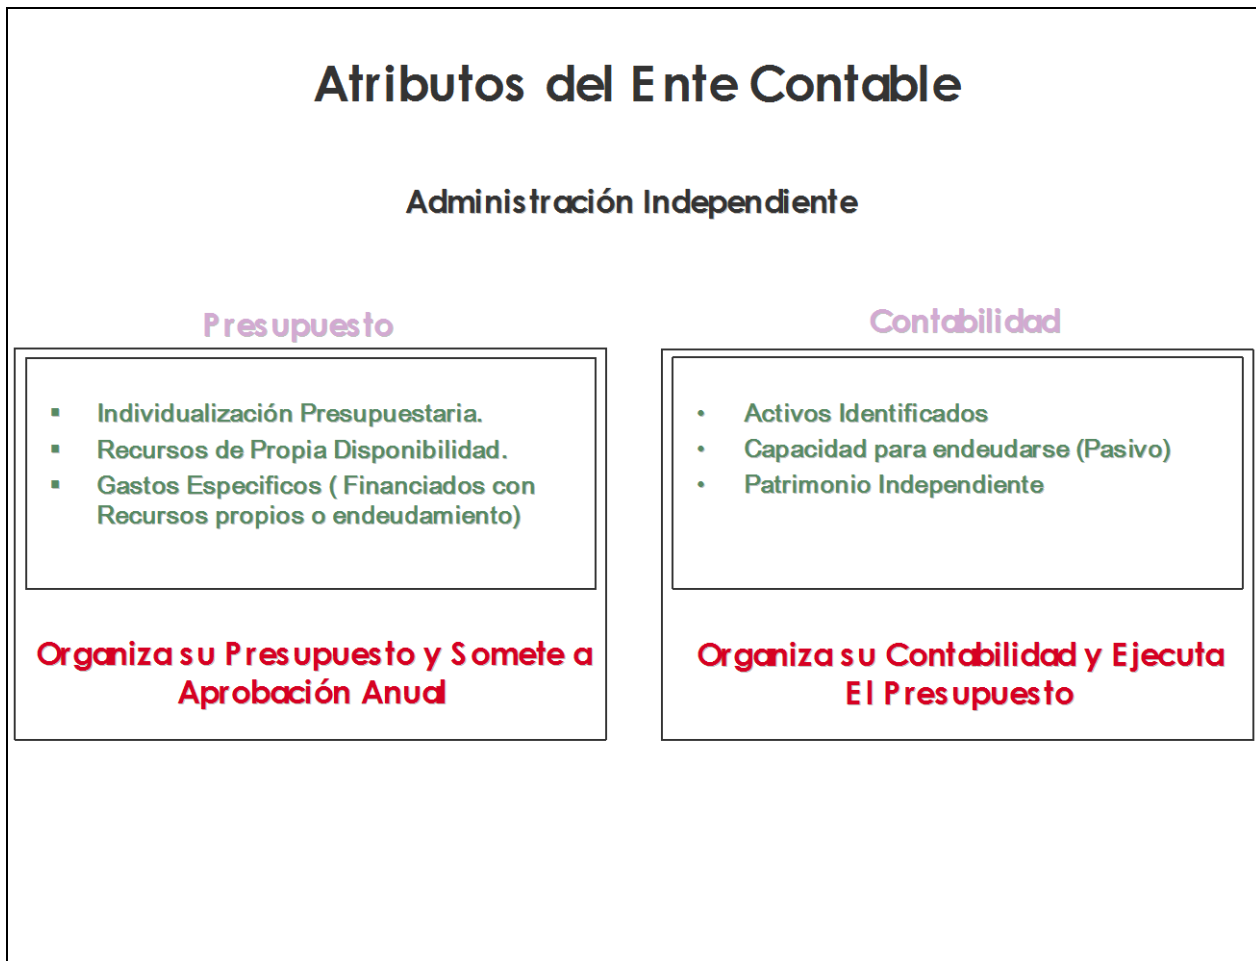 Atributos del Ente Contable
Administración Independiente
Presupuesto
▪ Individualización Presupuestaria.
▪ Recursos de Propia Disponibilidad.
▪ Gastos Especificos ( Financiados con
Recursos propios o endeudamiento)
Organiza su Presupuesto y Somete a
Aprobación Anual
Contabilidad
• Activos Identificados
• Capacidad para endeudarse (Pasivo)
• Patrimonio Independiente
Organiza su Contabilidad y Ejecuta
El Presupuesto